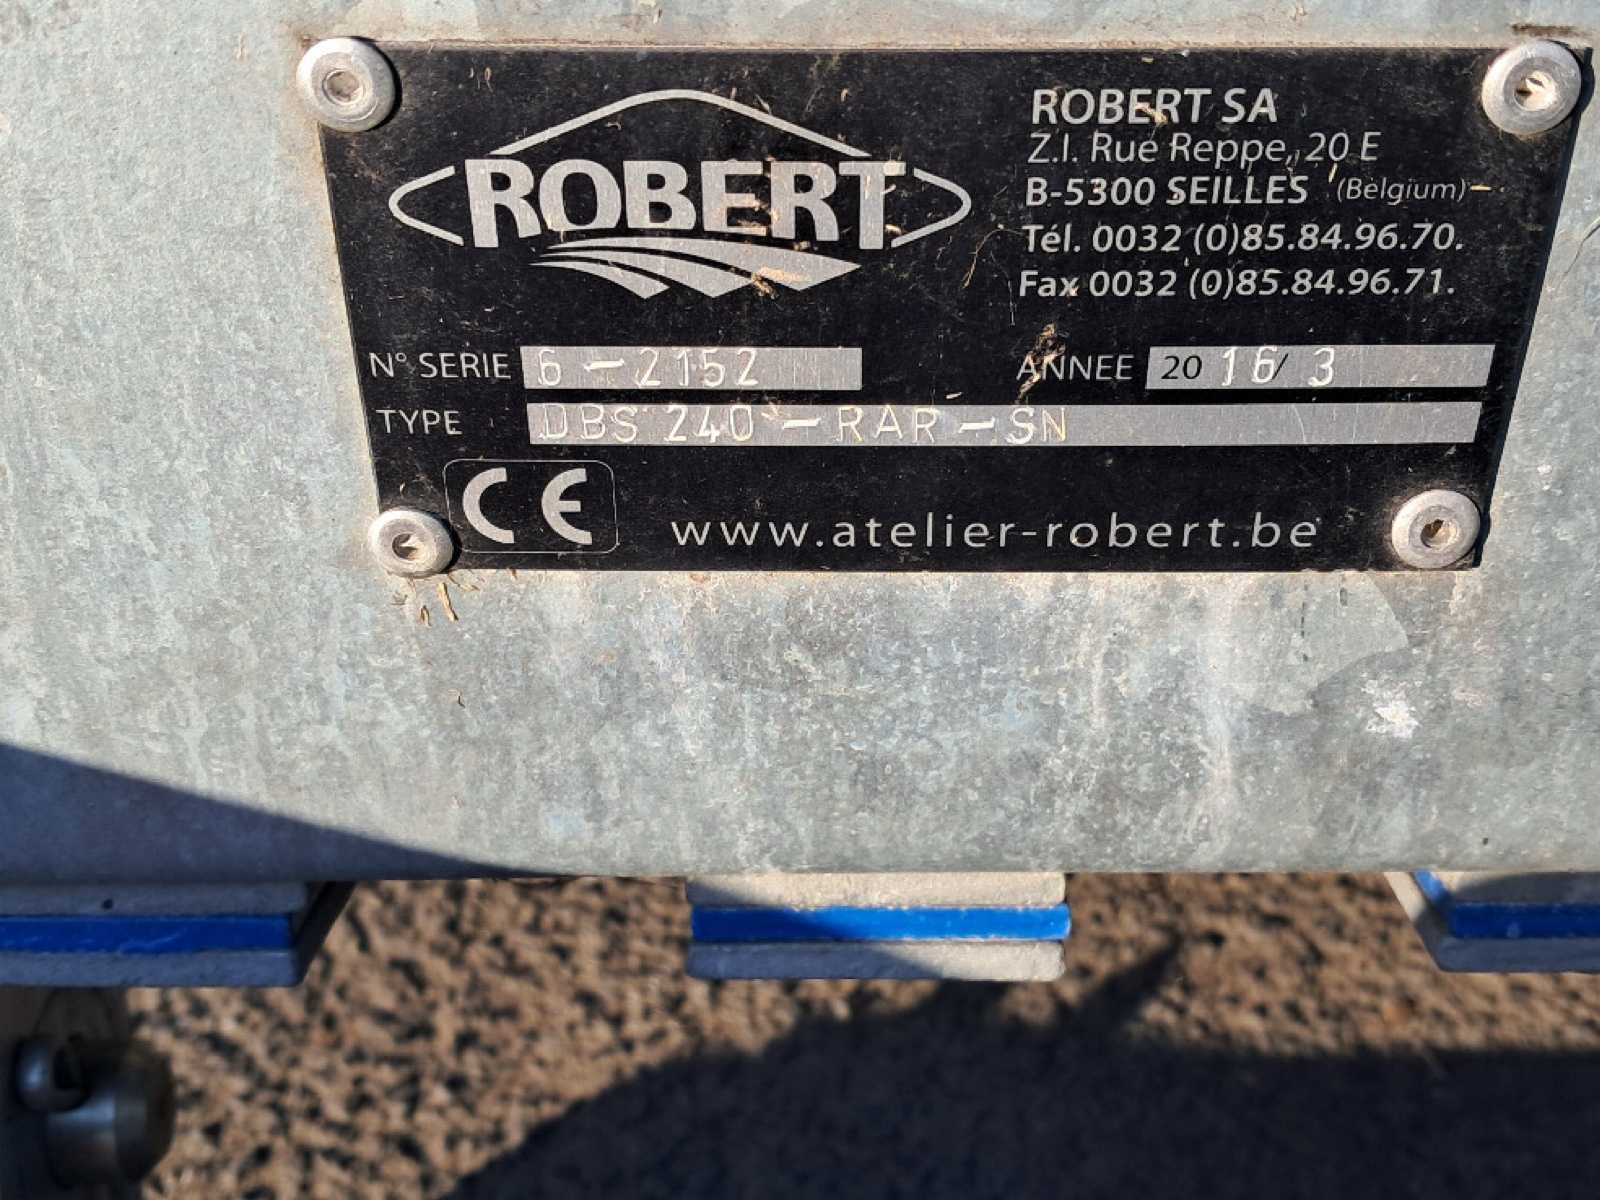 ROBERT
ROBERT SA
Z.I. Rue Reppe, 20 E
B-5300 SEILLES (Belgium)
Tél. 0032 (0)85.84.96.70.
Fax 0032 (0)85.84.96.71.
N° SERIE 6-2152
ANNEE 20 16/3
TYPE DBS 240-RAR-SN
CE www.atelier-robert.be